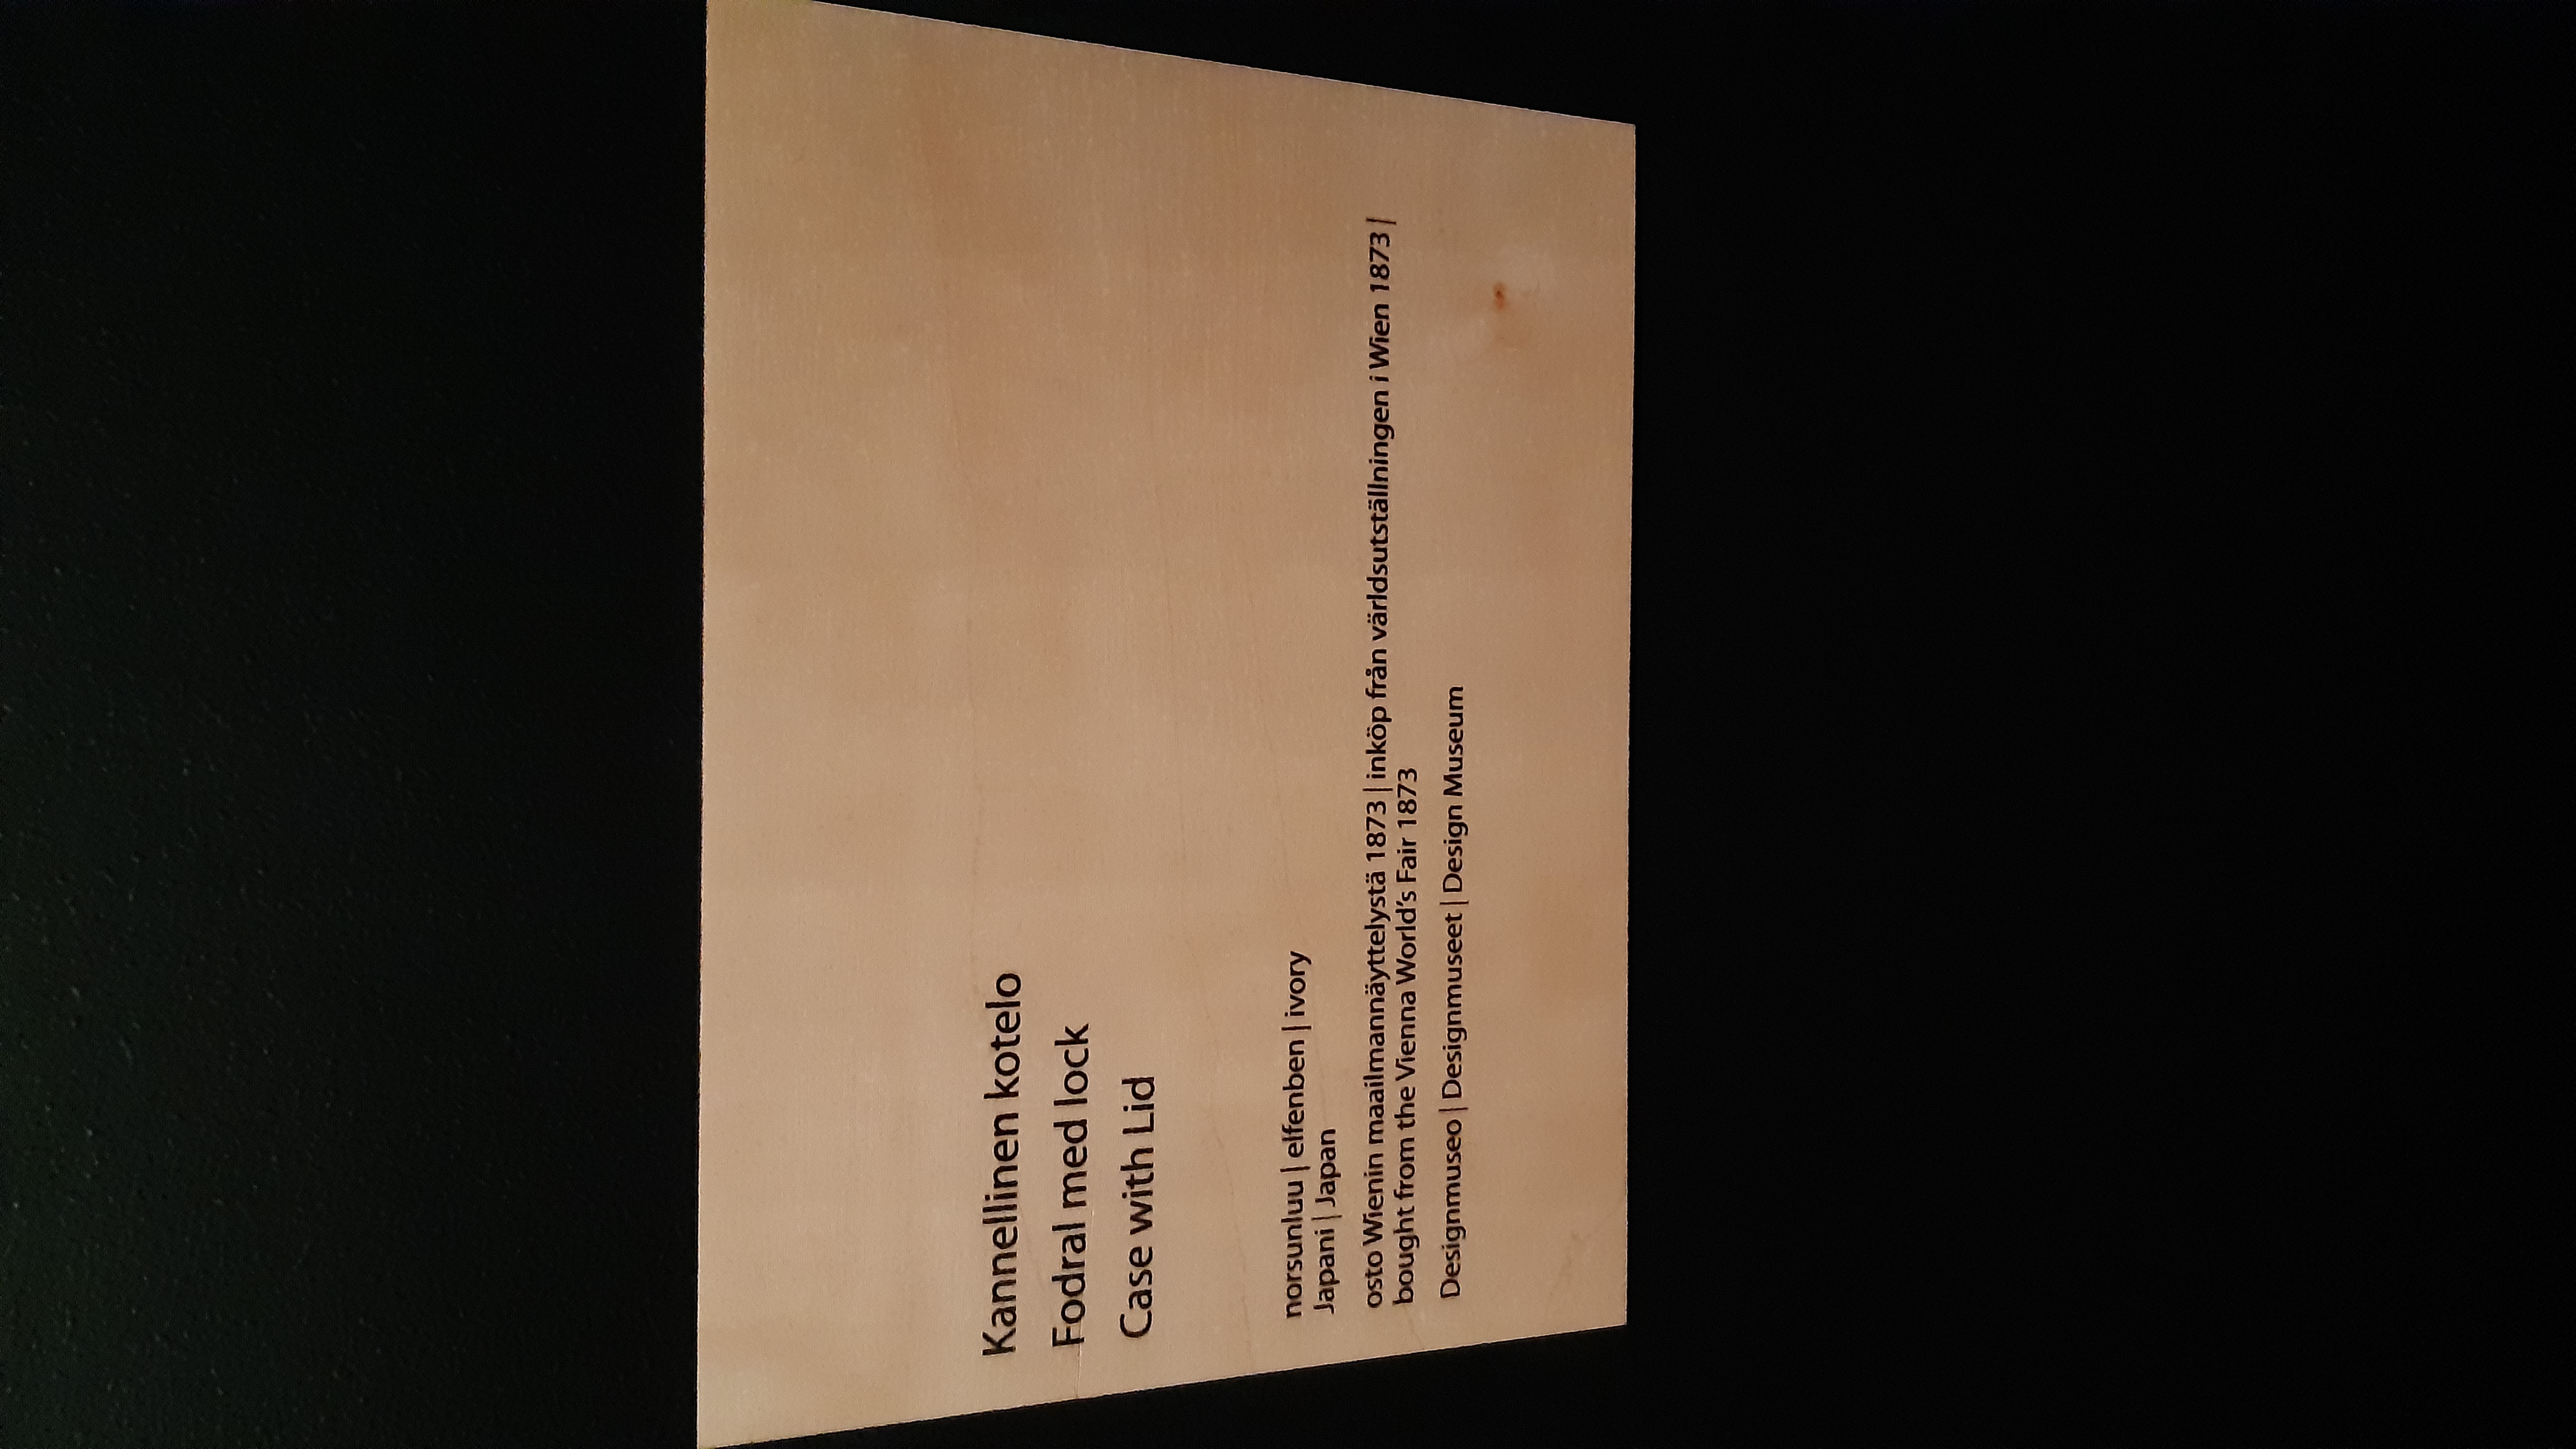 Kannellinen kotelo
Fodral med lock
Case with Lid
norsunluu | elfenben | ivory
Japani | Japan
osto Wienin maailmannäyttelystä 1873 | inköp från världsutställningen i Wien 1873 |
bought from the Vienna World’s Fair 1873
Designmuseo | Designmuseet | Design Museum